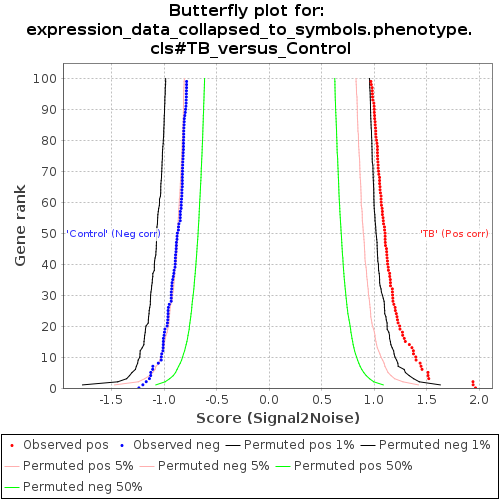 Butterfly plot for:
expression_data_collapsed_to_symbols.phenotype.
cls#TB_versus_Control
100
90
80
70
60
50
40
30
20
10
0
Gene rank
'Control' (Neg corr)
'TB' (Pos corr)
-1.5 -1.0 -0.5 0.0 0.5 1.0 1.5 2.0
Score (Signal2Noise)
Observed pos Observed neg Permuted pos 1% Permuted neg 1%
Permuted pos 5% Permuted neg 5% Permuted pos 50%
Permuted neg 50%